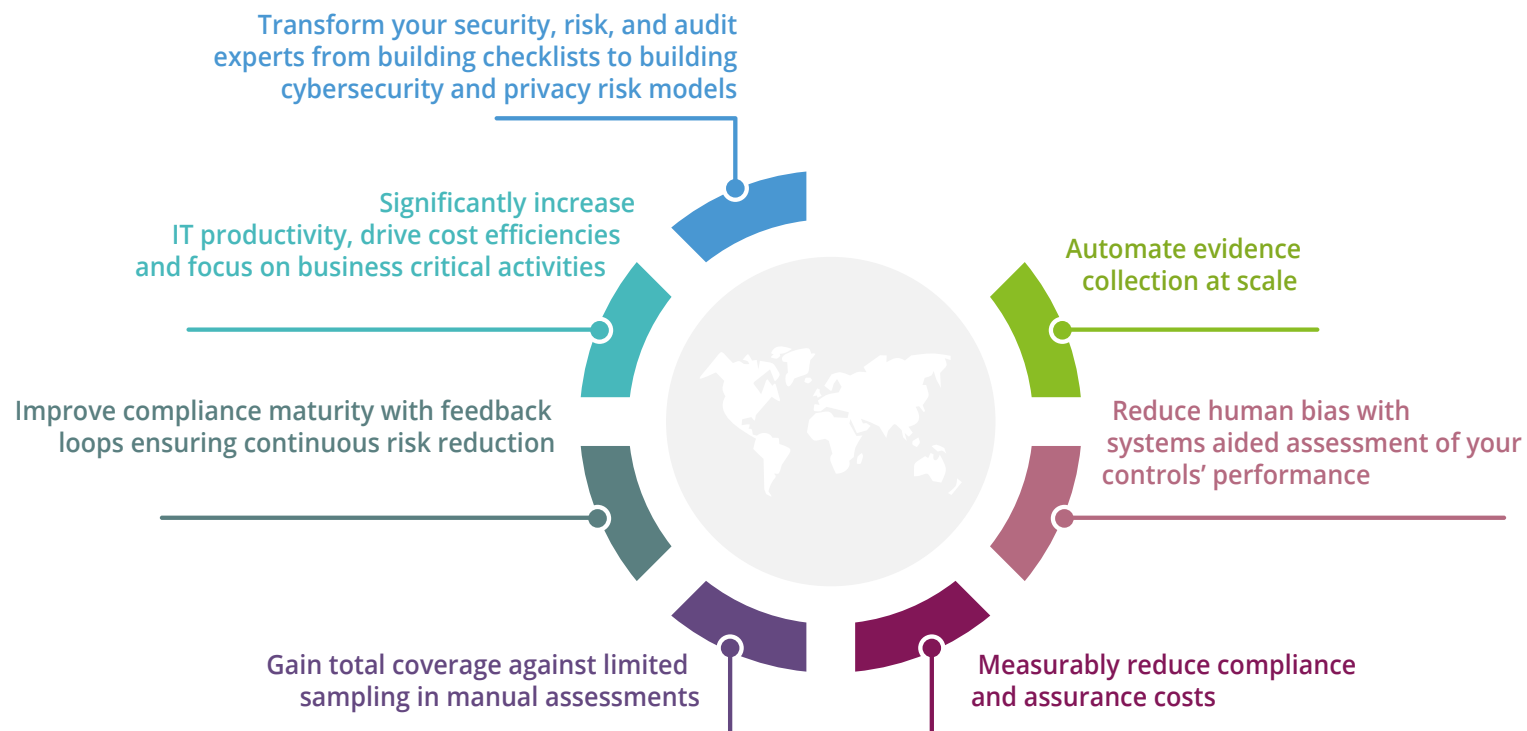 Transform your security, risk, and audit
experts from building checklists to building
cybersecurity and privacy risk models
Significantly increase
IT productivity, drive cost efficiencies
and focus on business critical activities
Automate evidence
collection at scale
Improve compliance maturity with feedback
loops ensuring continuous risk reduction
Reduce human bias with
systems aided assessment of your
controls’ performance
Gain total coverage against limited
sampling in manual assessments
Measurably reduce compliance
and assurance costs